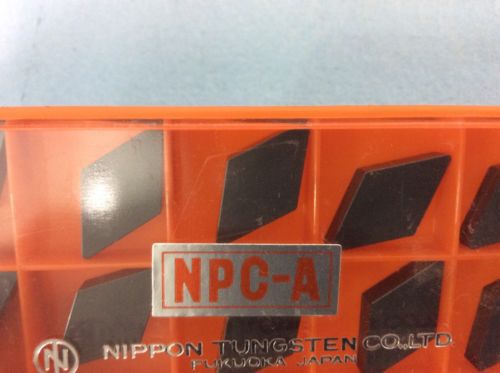 NPC-A
NIPPON TUNGSTEN CO.,LTD.
FUKUOKA JAPAN